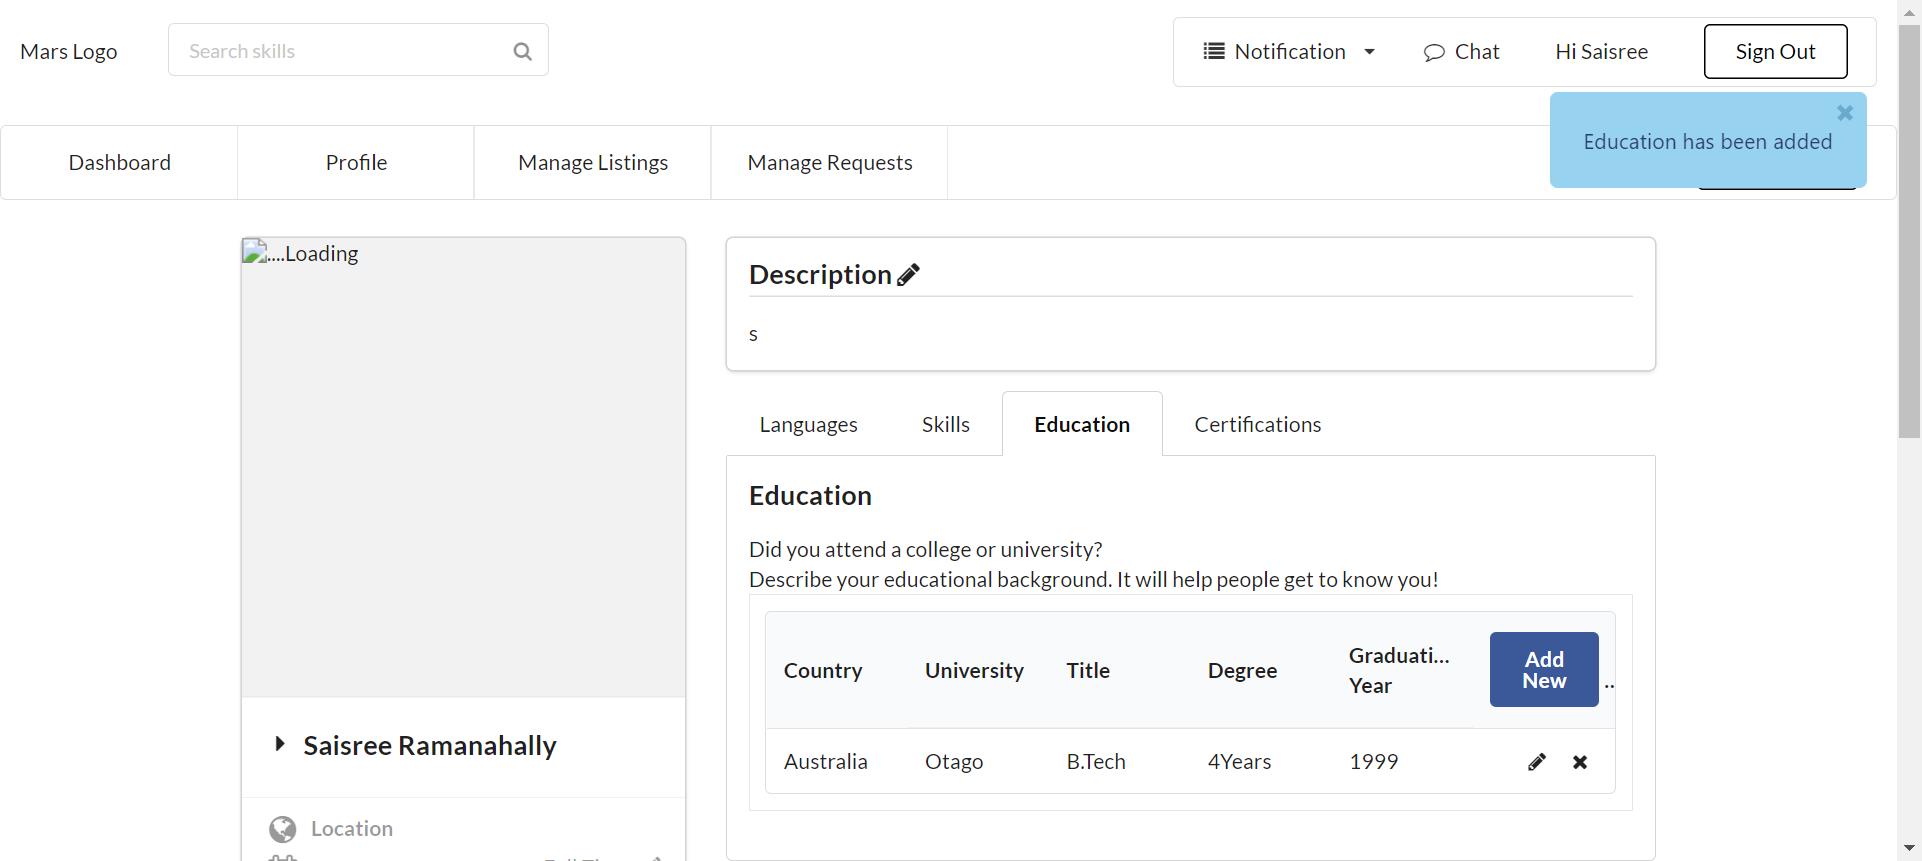 Mars Logo
Search skills
Notification
Chat
Hi Saisree
Sign Out
Education has been added
Dashboard
Profile
Manage Listings
Manage Requests
....Loading
Description
s
Languages
Skills
Education
Certifications
Education
Did you attend a college or university?
Describe your educational background. It will help people get to know you!
Country
University
Title
Degree
Graduati...
Year
Add
New
..
Australia
Otago
B.Tech
4Years
1999
Saisree Ramanahally
Location